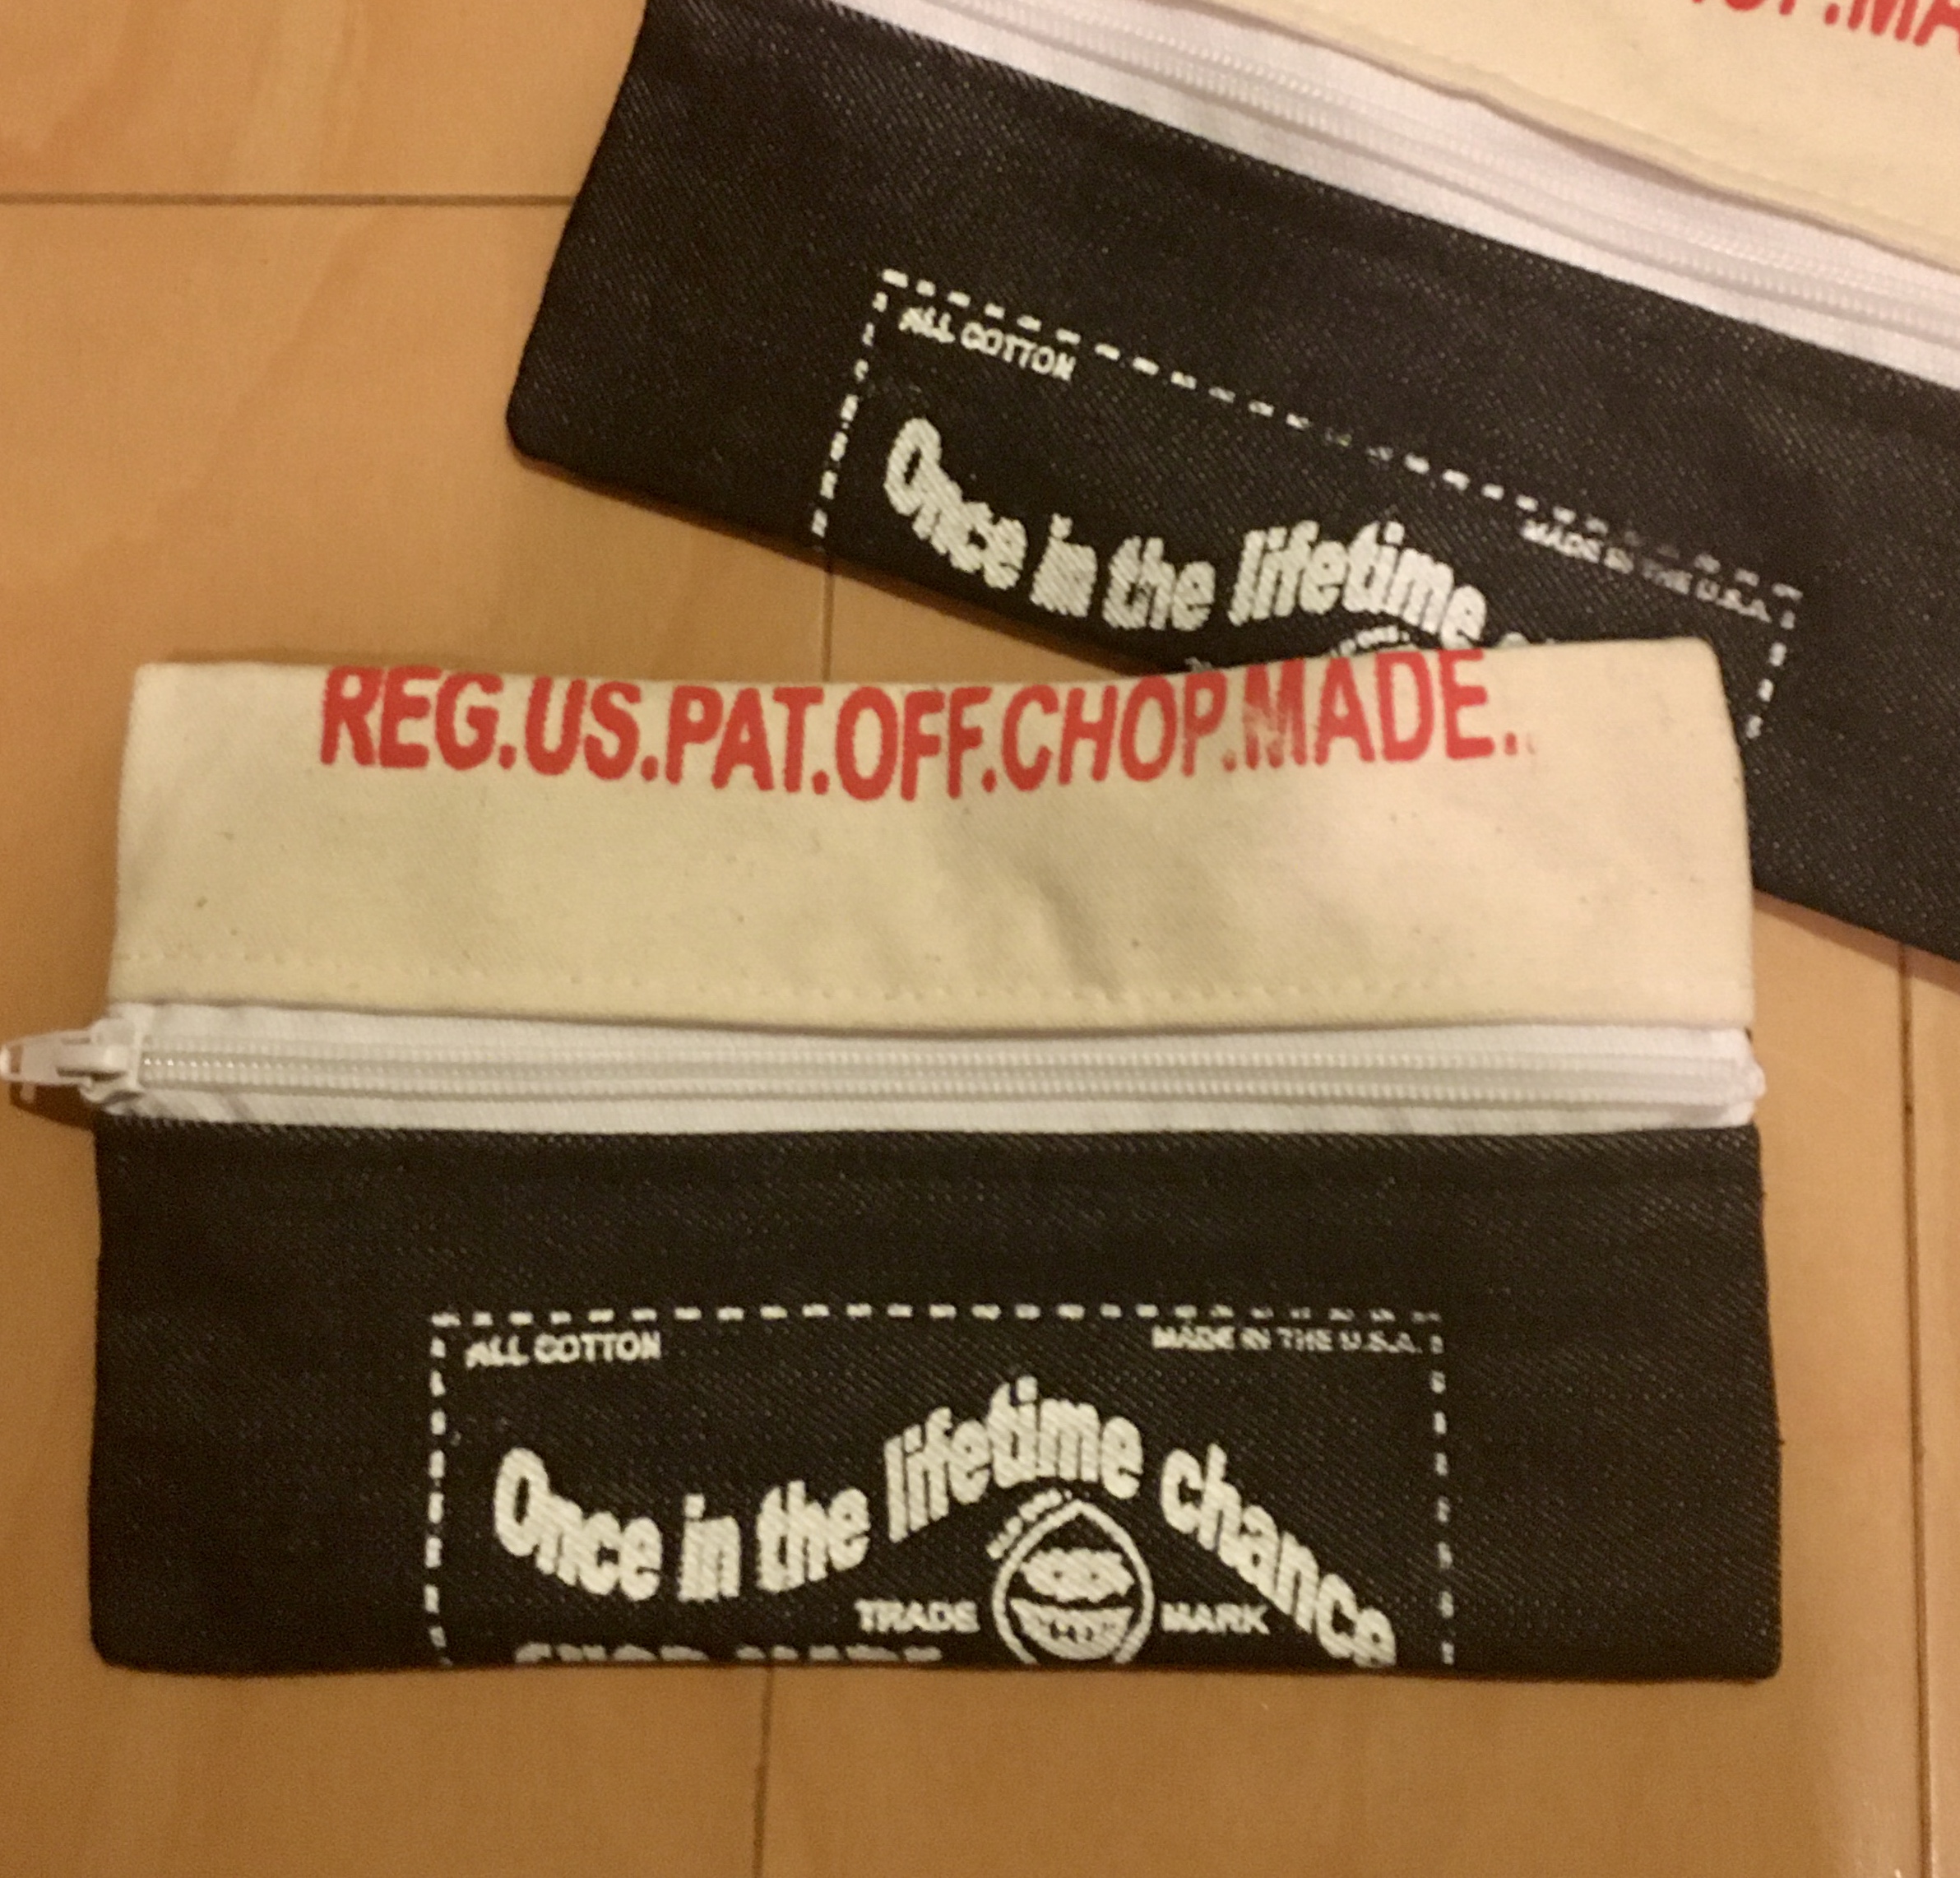 ALL COTTON
MADE IN THE U.S.A.
Once in the lifetime
REG.US.PAT.OFF.CHOP.MADE.
ALL COTTON
MADE IN THE U.S.A.
Once in the lifetime chance
TRADE MARK